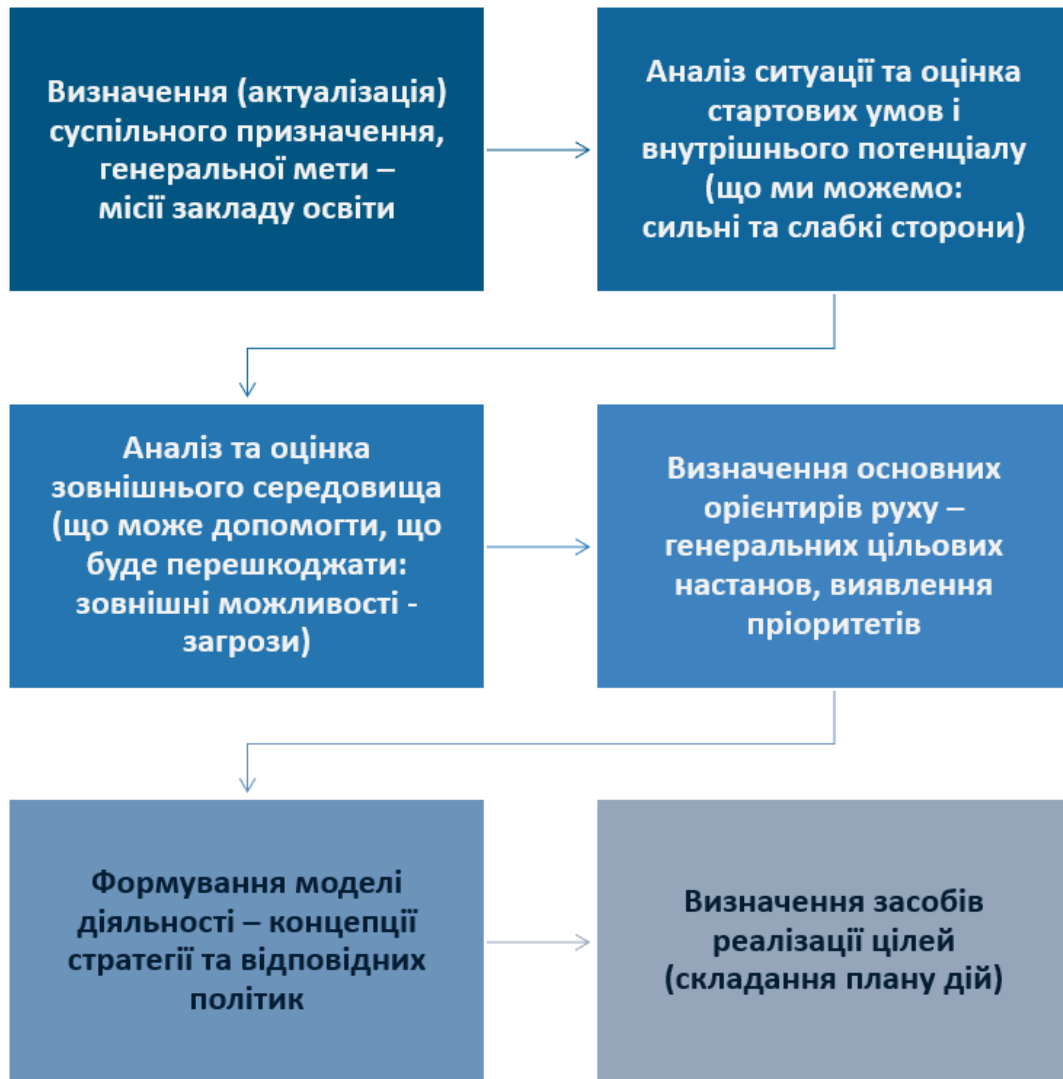 Визначення (актуалізація)
суспільного призначення,
генеральної мети –
місії закладу освіти
Аналіз ситуації та оцінка
стартових умов і
внутрішнього потенціалу
(що ми можемо:
сильні та слабкі сторони)
Аналіз та оцінка
зовнішнього середовища
(що може допомогти, що
буде перешкоджати:
зовнішні можливості -
загрози)
Визначення основних
орієнтирів руху –
генеральних цільових
настанов, виявлення
пріоритетів
Формування моделі
діяльності – концепції
стратегії та відповідних
політик
Визначення засобів
реалізації цілей
(складання плану дій)